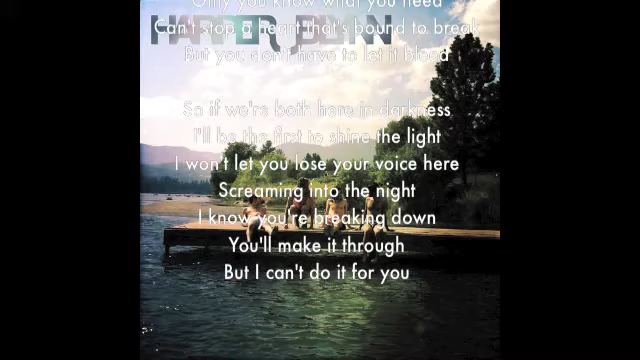 Only you know what you need
Can't stop a heart that's bound to break
But you don't have to let it bleed
So if we're both here in darkness
I'll be the first to shine the light
I won't let you lose your voice here
Screaming into the night
I know you're breaking down
You'll make it through
But I can't do it for you